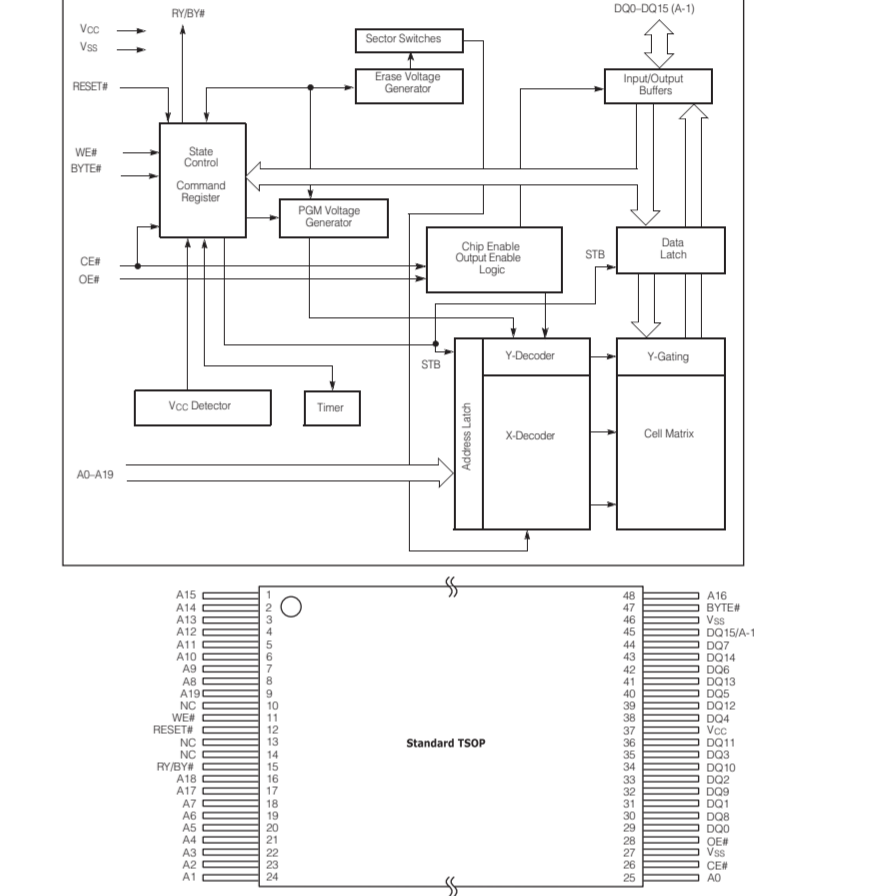 RY/BY#
DQ0–DQ15 (A-1)
VCC
VSS
Sector Switches
Erase Voltage
Generator
Input/Output
Buffers
RESET#
WE#
BYTE#
State
Control
Command
Register
PGM Voltage
Generator
Chip Enable
Output Enable
Logic
STB
Data
Latch
CE#
OE#
STB
Y-Decoder
Y-Gating
VCC Detector
Timer
Address Latch
X-Decoder
Cell Matrix
A0–A19
A15 1 48 A16
A14 2 47 BYTE#
A13 3 46 VSS
A12 4 45 DQ15/A-1
A11 5 44 DQ7
A10 6 43 DQ14
A9 7 42 DQ6
A8 8 41 DQ13
A19 9 40 DQ5
NC 10 39 DQ12
WE# 11 38 DQ4
RESET# 12 37 VCC
NC 13 36 DQ11
NC 14 35 DQ3
RY/BY# 15 34 DQ10
A18 16 33 DQ2
A17 17 32 DQ9
A7 18 31 DQ1
A6 19 30 DQ8
A5 20 29 DQ0
A4 21 28 OE#
A3 22 27 VSS
A2 23 26 CE#
A1 24 25 A0
Standard TSOP